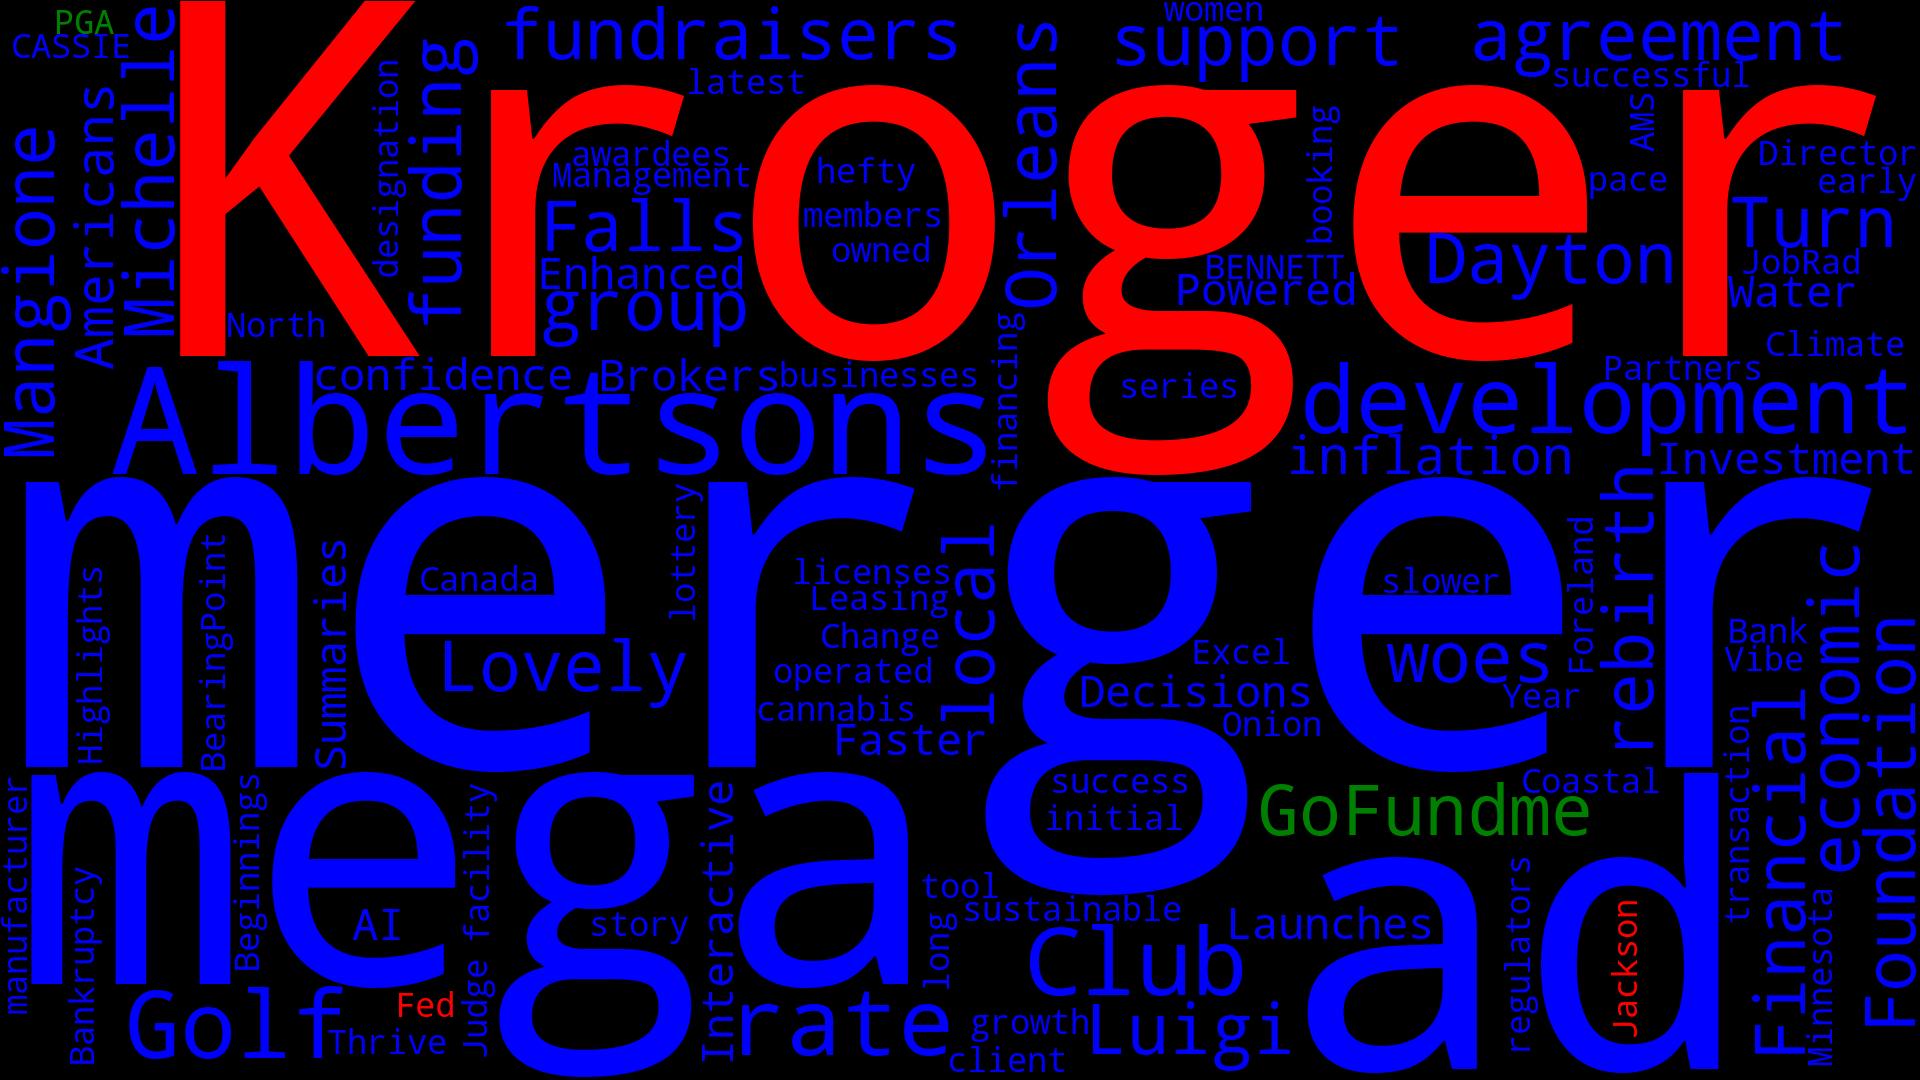 PGA
CASSIE
Michelle
Kroger
fundraisers
women
support
agreement
successful
latest
designation
funding
Orleans
Americans
Mangione
awardees
Management
hefty
members
owned
booking
AMS
pace
Director
early
Falls
Enhanced
group
North
BENNETT
Powered
Dayton
Turn
JobRad
Water
Climate
Partners
Albertsons
confidence
Brokers
businesses
financing
series
development
inflation
Investment
merger
Highlights
BearingPoint
Summaries
Canada
Lovely
lottery
licenses
Leasing
Change
operated
cannabis
Faster
local
Excel
Decisions
Onion
slower
woes
Year
Foreland
rebirth
Bank
Vibe
economic
Foundation
mega
manufacturer
Bankruptcy
Beginnings
AI
Judge
facility
story
Interactive
success
initial
GoFundme
Coastal
transaction
Financial
tool
long
sustainable
Club
Launches
ad
regulators
Jackson
Minnesota
Golf
Fed
Thrive
rate
growth
client
Luigi